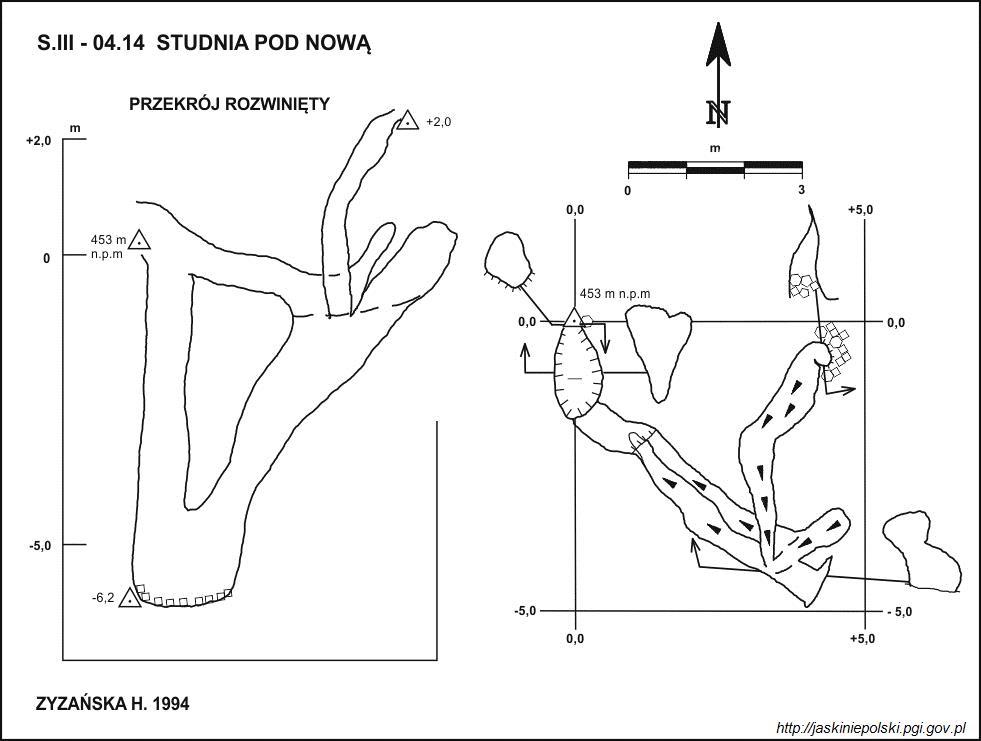 S.III - 04.14 STUDNIA POD NOWĄ
PRZEKRÓJ ROZWINIĘTY
m
+2,0
+2,0
453 m
n.p.m
0
-5,0
-6,2
N
m
0
3
0,0
+5,0
453 m n.p.m
0,0
0,0
-5,0
- 5,0
0,0
+5,0
ZYZAŃSKA H. 1994
http://jaskiniepolski.pgi.gov.pl